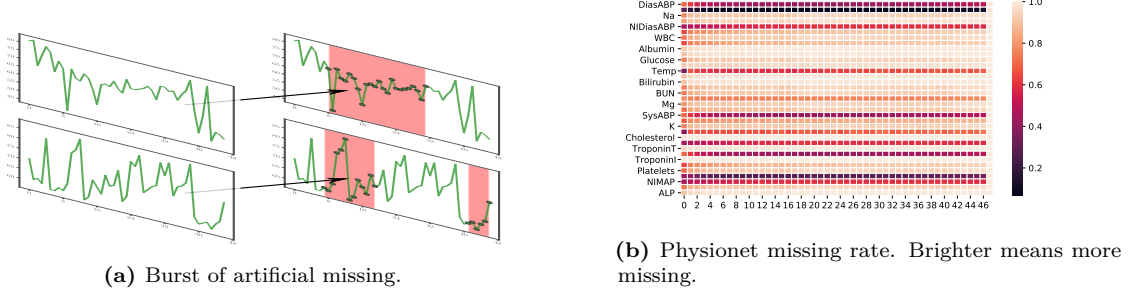 DiasABP
Na
NIDiasABP
WBC
Albumin
Glucose
Temp
Bilirubin
BUN
Mg
SysABP
K
Cholesterol
TroponinT
TroponinI
Platelets
NIMAP
ALP
0 2 4 6 8 10 12 14 16 18 20 22 24 26 28 30 32 34 36 38 40 42 44 46
1.0
0.8
0.6
0.4
0.2
(a) Burst of artificial missing.
(b) Physionet missing rate. Brighter means more
missing.